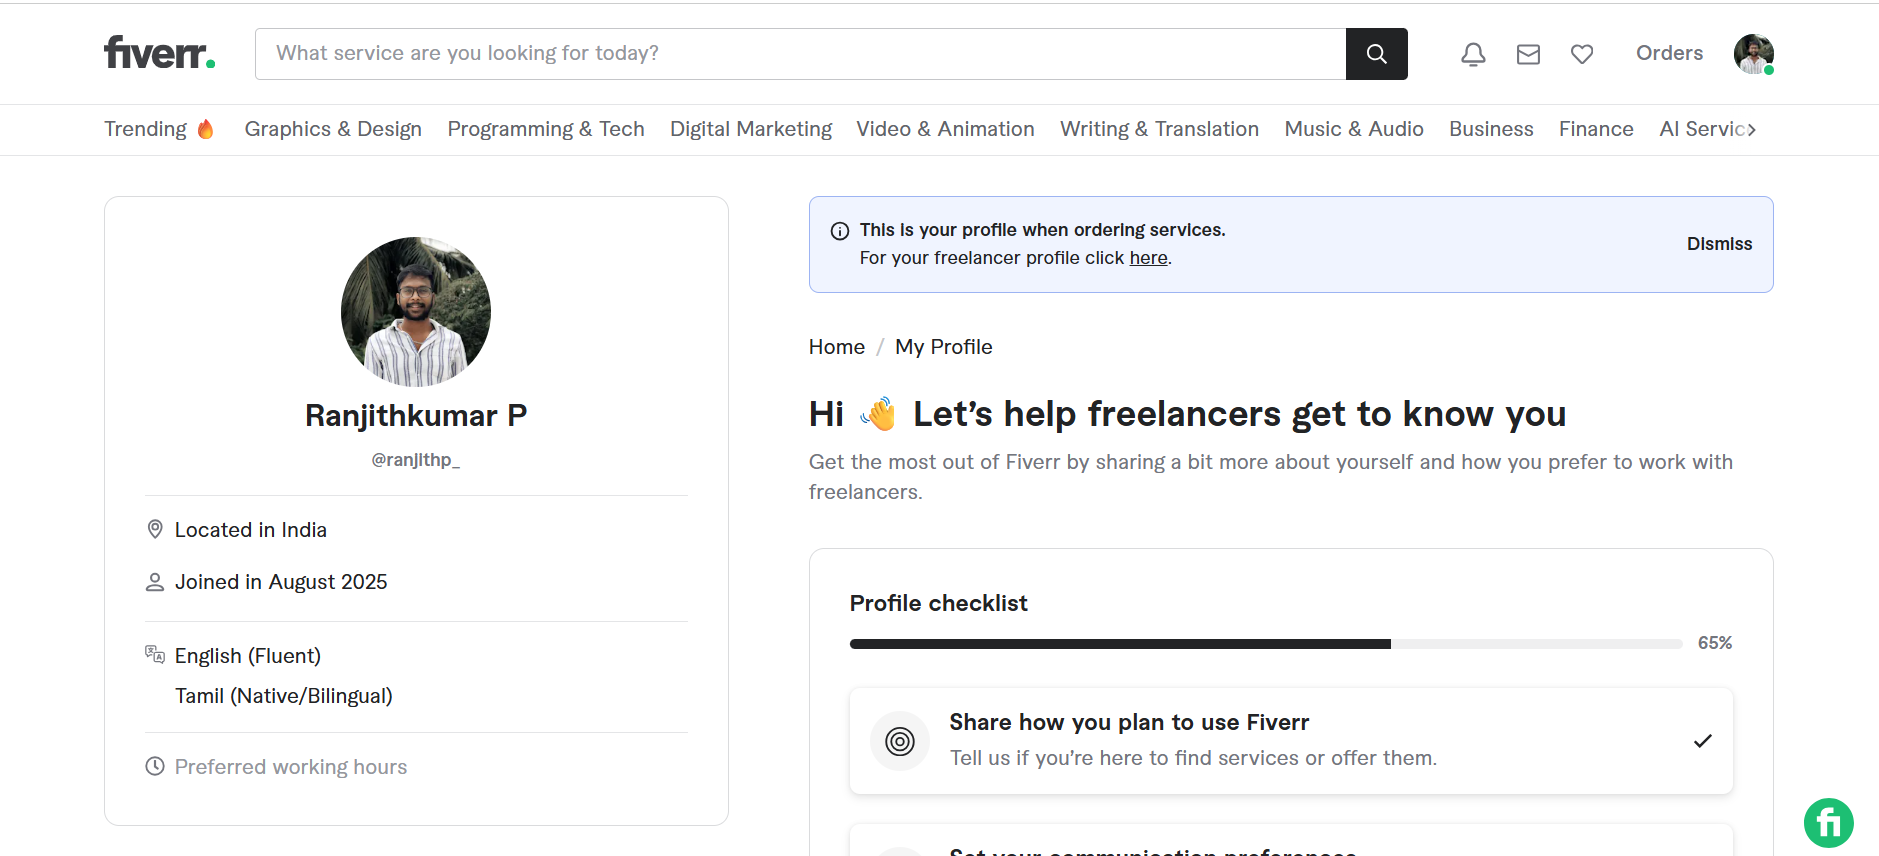 fiverr.
What service are you looking for today?
Orders
Trending 🔥 Graphics & Design Programming & Tech Digital Marketing Video & Animation Writing & Translation Music & Audio Business Finance AI Servic
This is your profile when ordering services.
For your freelancer profile click here.
Dismiss
Ranjithkumar P
@ranjithp_
Located in India
Joined in August 2025
English (Fluent)
Tamil (Native/Bilingual)
Preferred working hours
Home / My Profile
Hi 👋 Let’s help freelancers get to know you
Get the most out of Fiverr by sharing a bit more about yourself and how you prefer to work with
freelancers.
Profile checklist
65%
Share how you plan to use Fiverr
Tell us if you’re here to find services or offer them.
Set your communication preferences
fi